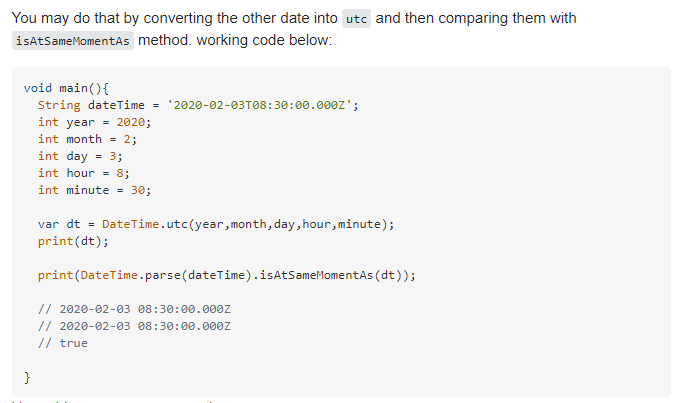 You may do that by converting the other date into utc and then comparing them with
isAtSameMomentAs method. working code below:
void main(){
  String dateTime = '2020-02-03T08:30:00.000Z';
  int year = 2020;
  int month = 2;
  int day = 3;
  int hour = 8;
  int minute = 30;

  var dt = DateTime.utc(year,month,day,hour,minute);
  print(dt);

  print(DateTime.parse(dateTime).isAtSameMomentAs(dt));

  // 2020-02-03 08:30:00.000Z
  // 2020-02-03 08:30:00.000Z
  // true

}